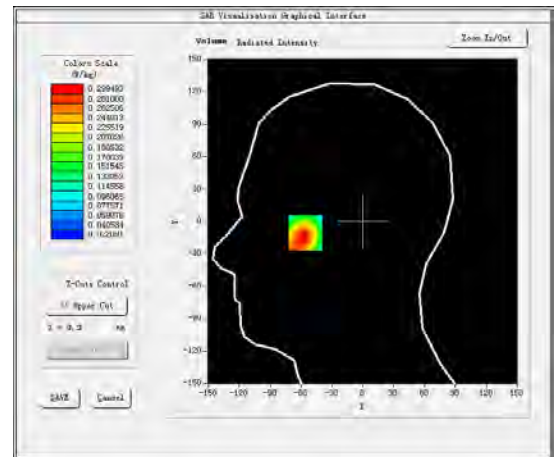 SAR Visualisation Graphical Interface
Volume Radiated Intensity
Zoom In/Out
Colors Scale
(W/kg)
0.299493
0.281000
0.262506
0.244013
0.225519
0.207026
0.188532
0.170039
0.151545
0.133052
0.114558
0.096065
0.077571
0.059078
0.040584
150
120
90
60
30
0
-30
-60
-90
-120
-150
Y
-150 -120 -90 -60 -30 0 30 60 90 120 150
X
Z-Cuts Control
Upper Cut
SAVE
Cancel